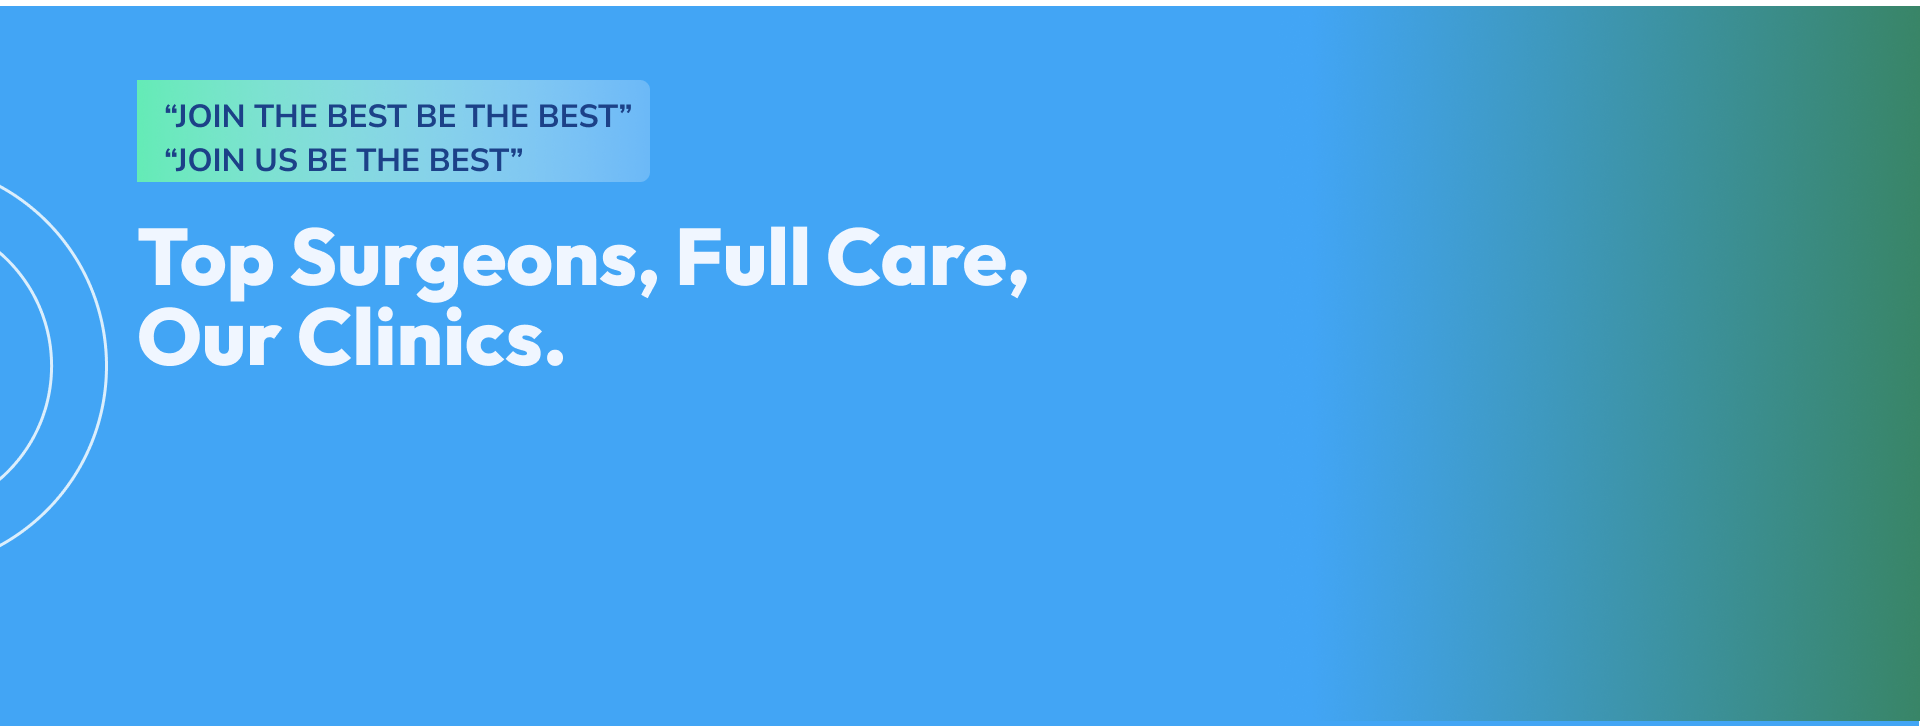 “JOIN THE BEST BE THE BEST”
“JOIN US BE THE BEST”
Top Surgeons, Full Care,
Our Clinics.